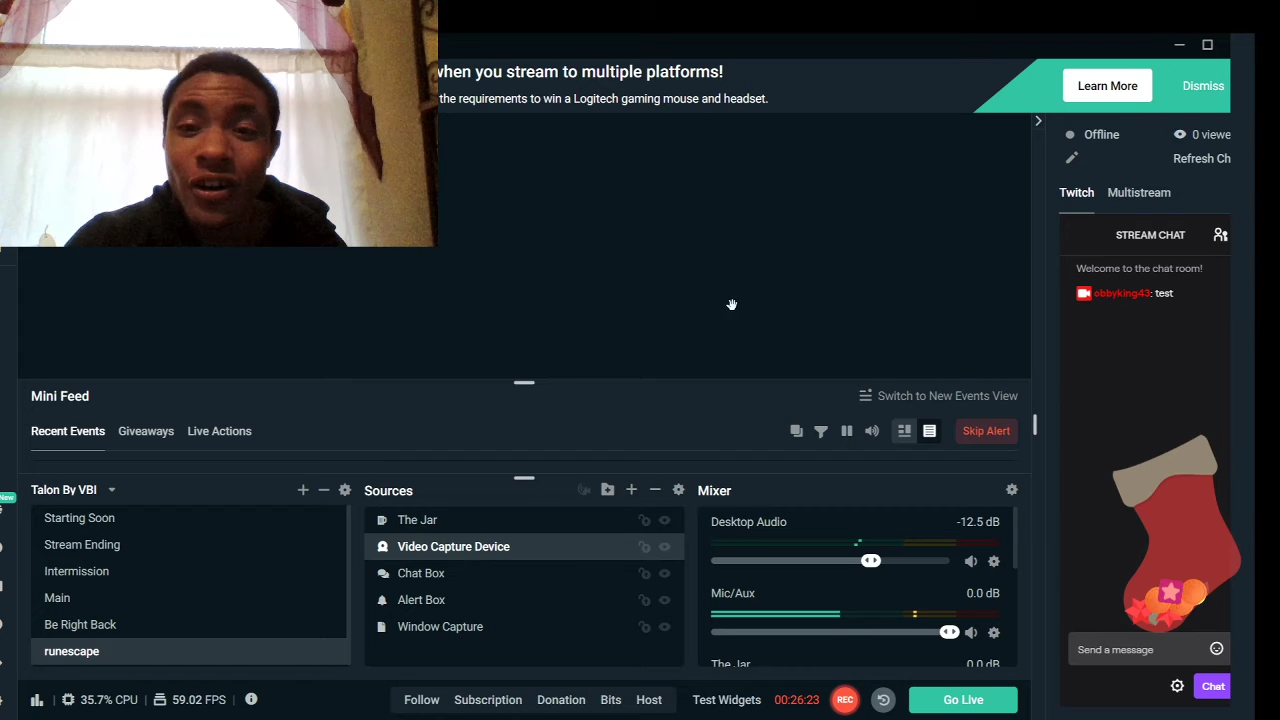 when you stream to multiple platforms!
the requirements to win a Logitech gaming mouse and headset.
Learn More
Dismiss
Offline
0 viewe
Refresh Ch
Twitch
Multistream
STREAM CHAT
Welcome to the chat room!
obbyking43: test
Mini Feed
Switch to New Events View
Recent Events
Giveaways
Live Actions
Skip Alert
New
Talon By VBI
Starting Soon
Stream Ending
Intermission
Main
Be Right Back
runescape
Sources
The Jar
Video Capture Device
Chat Box
Alert Box
Window Capture
Mixer
Desktop Audio
-12.5 dB
Mic/Aux
0.0 dB
The Jar
0.0 dB
Send a message
Chat
35.7% CPU
59.02 FPS
Follow
Subscription
Donation
Bits
Host
Test Widgets
00:26:23
REC
Go Live